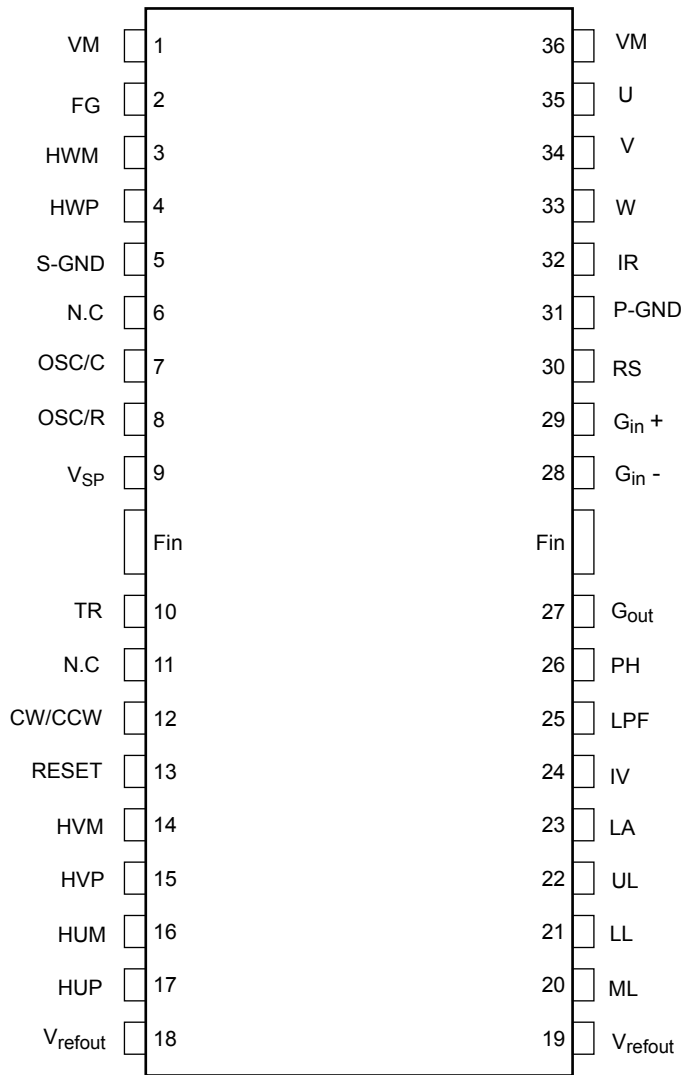 VM 1 36 VM
FG 2 35 U
HWM 3 34 V
HWP 4 33 W
S-GND 5 32 IR
N.C 6 31 P-GND
OSC/C 7 30 RS
OSC/R 8 29 Gin +
VSP 9 28 Gin -
Fin Fin
TR 10 27 Gout
N.C 11 26 PH
CW/CCW 12 25 LPF
RESET 13 24 IV
HVM 14 23 LA
HVP 15 22 UL
HUM 16 21 LL
HUP 17 20 ML
Vrefout 18 19 Vrefout